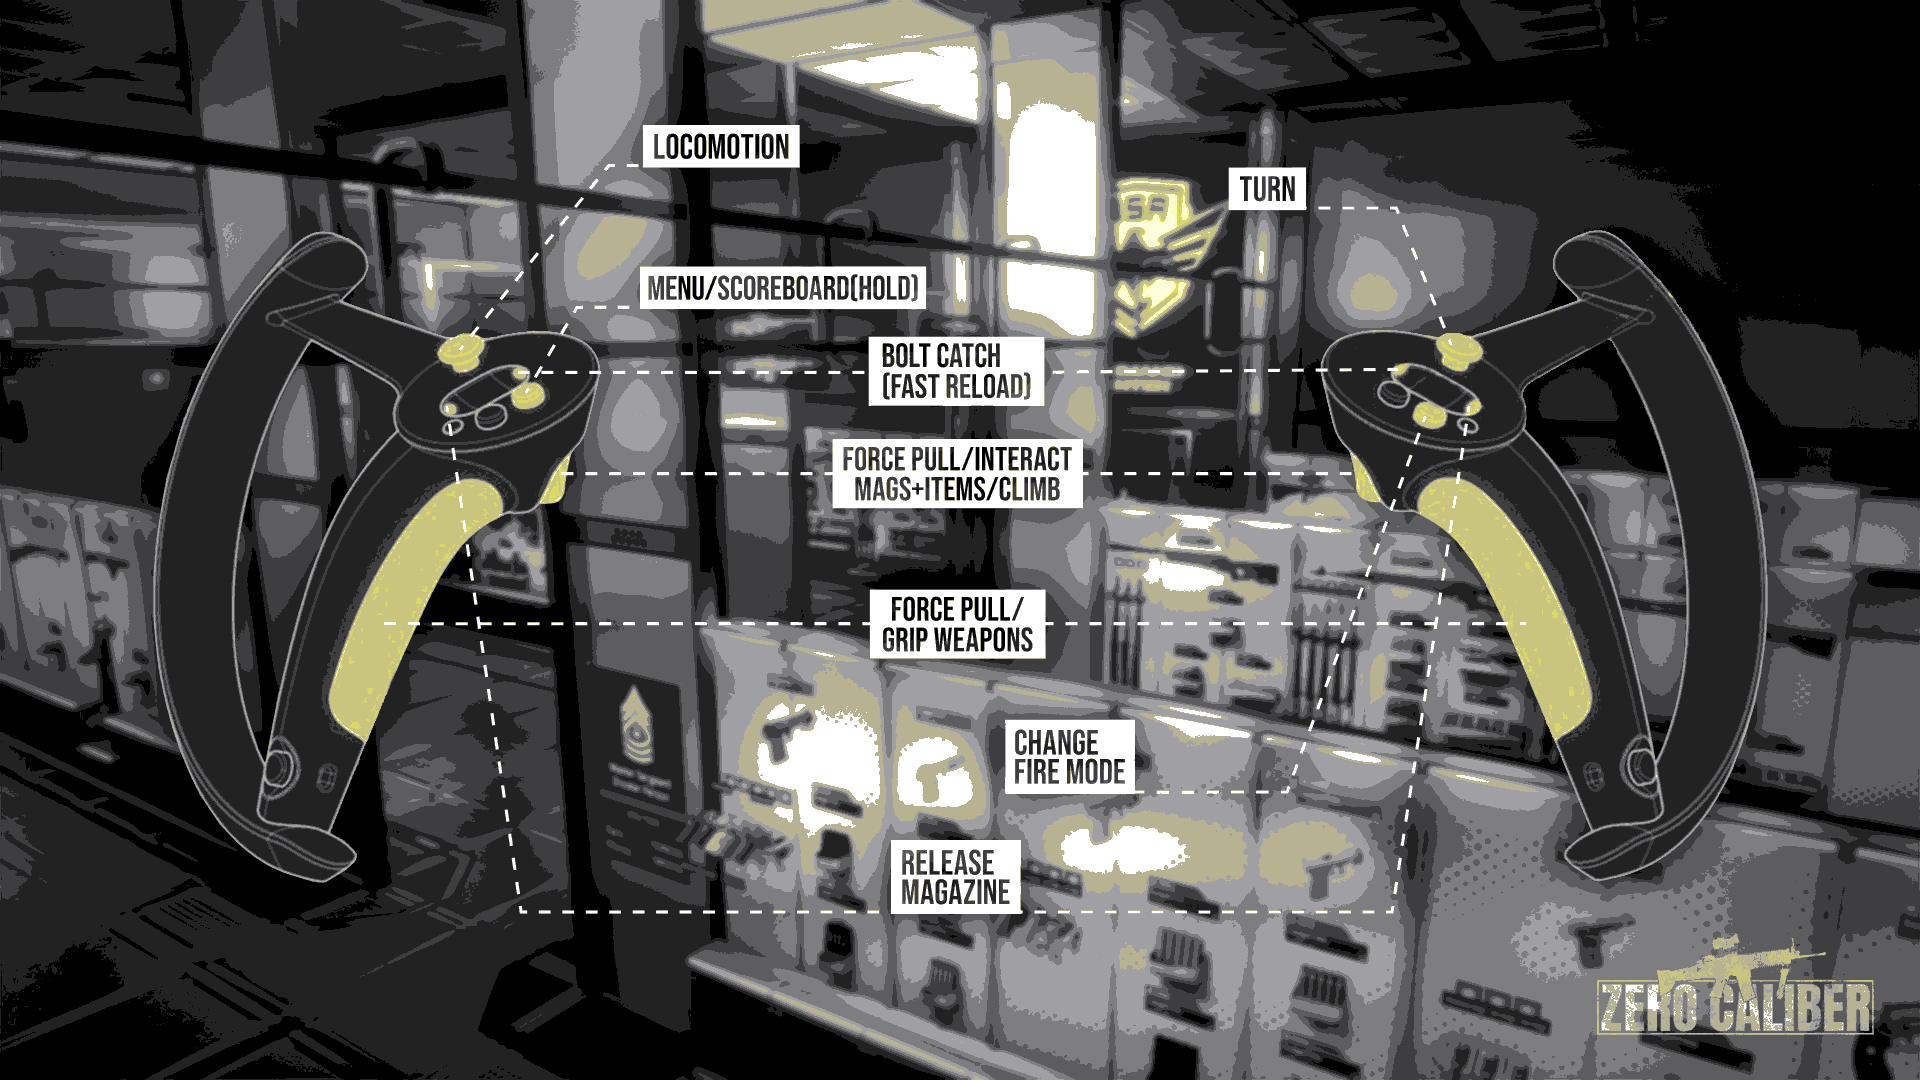 LOCOMOTION
TURN
MENU/SCOREBOARD(HOLD)
BOLT CATCH
(FAST RELOAD)
FORCE PULL/INTERACT
MAGS+ITEMS/CLIMB
FORCE PULL/
GRIP WEAPONS
CHANGE
FIRE MODE
RELEASE
MAGAZINE
ZERO CALIBER